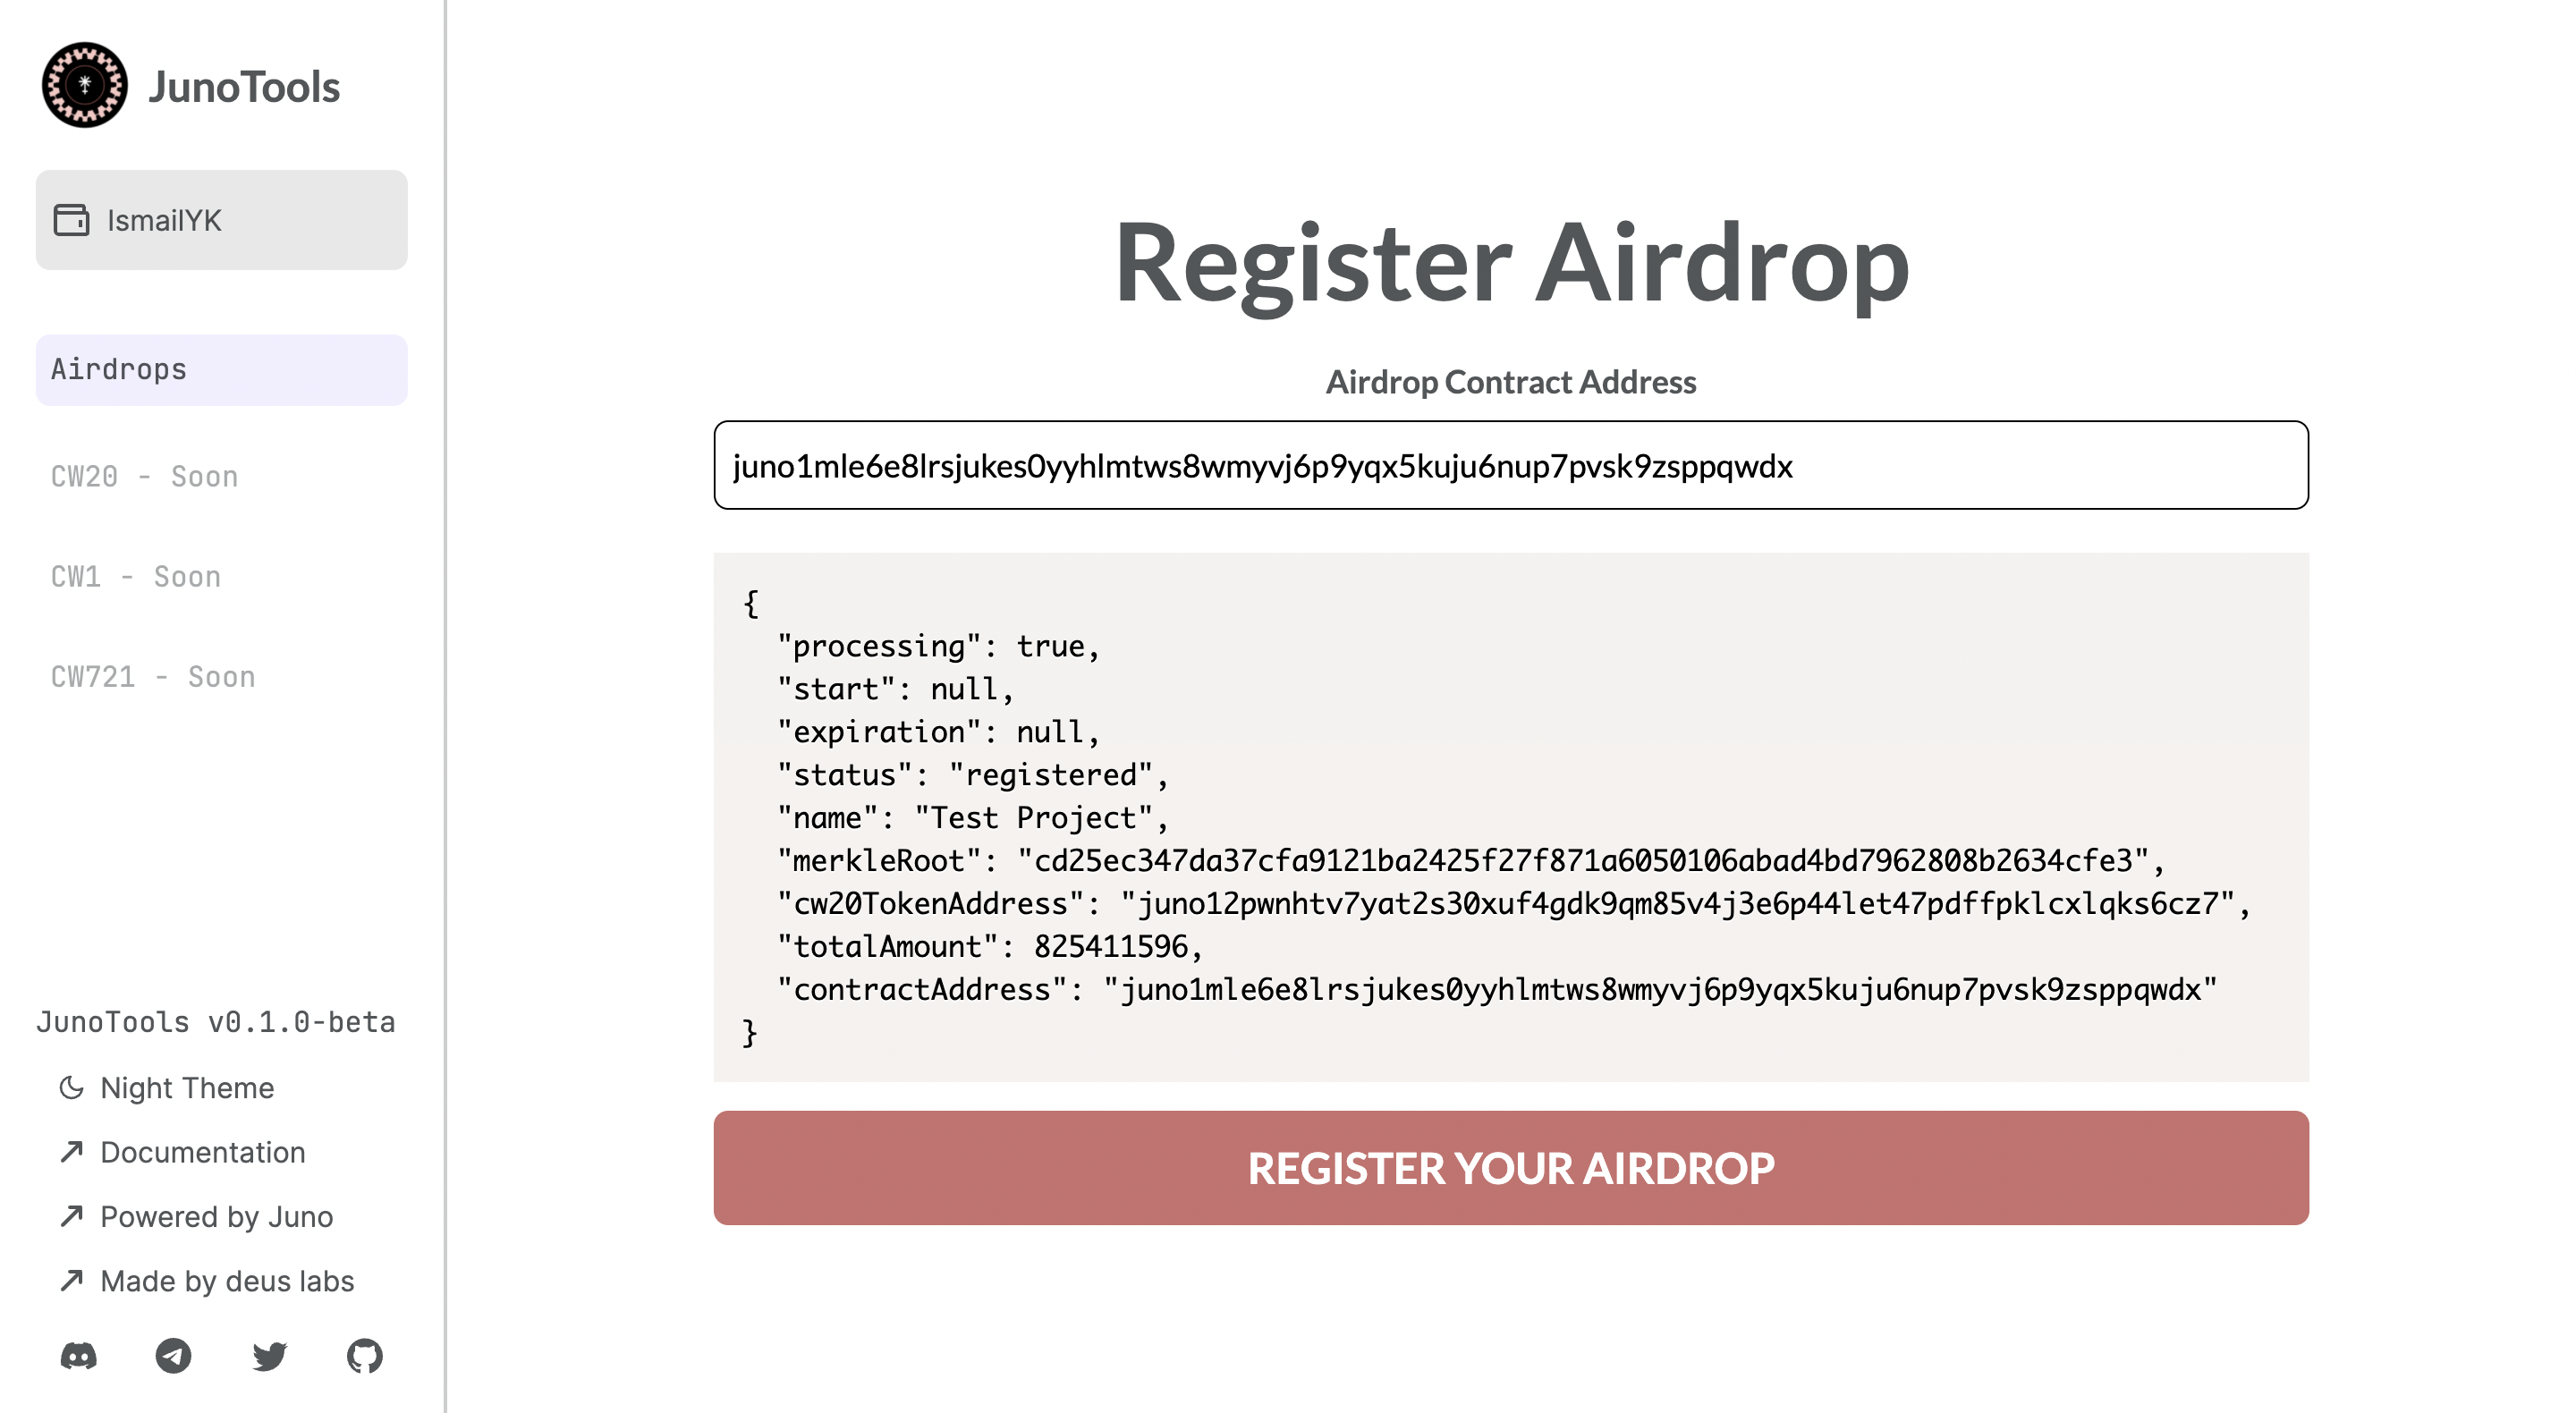 JunoTools
IsmailYK
Airdrops
CW20 - Soon
CW1 - Soon
CW721 - Soon
JunoTools v0.1.0-beta
Night Theme
Documentation
Powered by Juno
Made by deus labs
Register Airdrop
Airdrop Contract Address
juno1mle6e8lrsjukes0yyhlmtws8wmyvj6p9yqx5kuju6nup7pvsk9zsppqwdx
{
"processing": true,
"start": null,
"expiration": null,
"status": "registered",
"name": "Test Project",
"merkleRoot": "cd25ec347da37cfa9121ba2425f27f871a6050106abad4bd7962808b2634cfe3",
"cw20TokenAddress": "juno12pwnhtv7yat2s30xuf4gdk9qm85v4j3e6p44let47pdffpklcxlqks6cz7",
"totalAmount": 825411596,
"contractAddress": "juno1mle6e8lrsjukes0yyhlmtws8wmyvj6p9yqx5kuju6nup7pvsk9zsppqwdx"
}
REGISTER YOUR AIRDROP